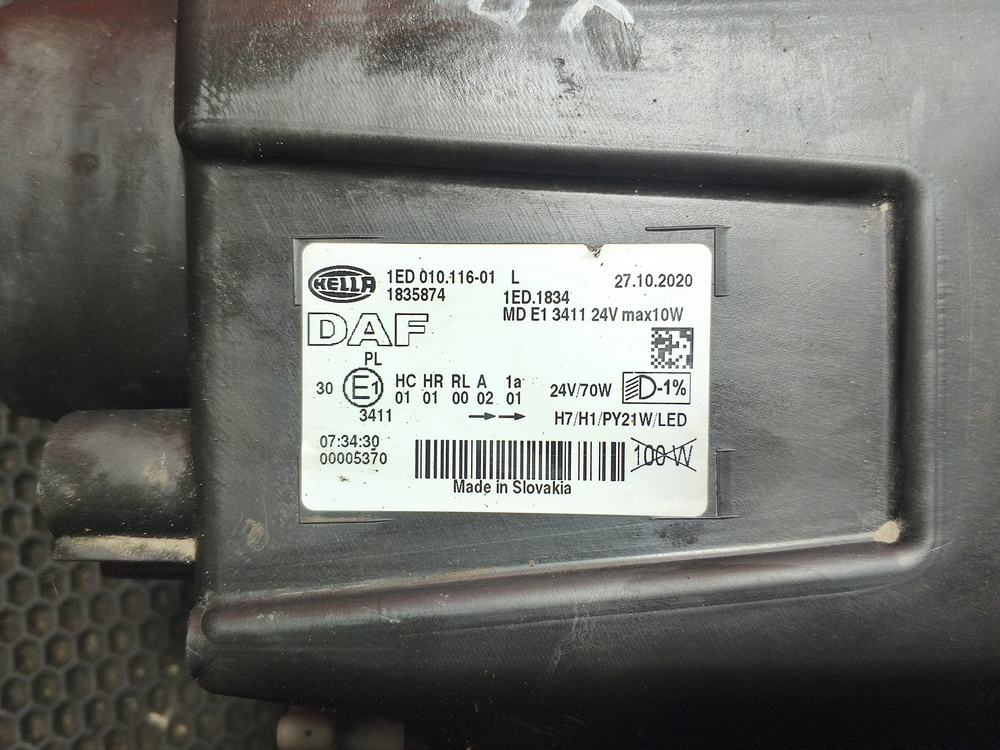 HELLA 1ED 010.116-01 L 27.10.2020
1835874 1ED.1834
MD E1 3411 24V max10W
DAF
PL
30 E1 HC HR RL A 1a 24V/70W D-1%
01 01 00 02 01
3411 H7/H1/PY21W/LED
07:34:30
00005370 100 W
Made in Slovakia